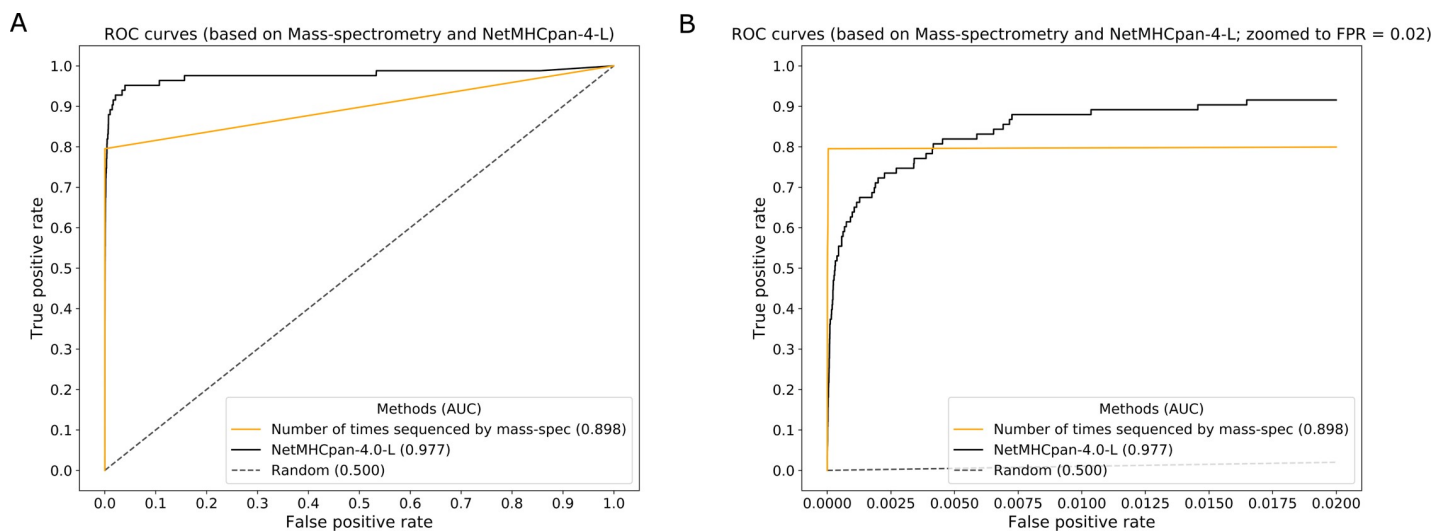 A
ROC curves (based on Mass-spectrometry and NetMHCpan-4-L)
True positive rate
1.0
0.9
0.8
0.7
0.6
0.5
0.4
0.3
0.2
0.1
0.0
Methods (AUC)
Number of times sequenced by mass-spec (0.898)
NetMHCpan-4.0-L (0.977)
Random (0.500)
0.0 0.1 0.2 0.3 0.4 0.5 0.6 0.7 0.8 0.9 1.0
False positive rate
B
ROC curves (based on Mass-spectrometry and NetMHCpan-4-L; zoomed to FPR = 0.02)
True positive rate
1.0
0.9
0.8
0.7
0.6
0.5
0.4
0.3
0.2
0.1
0.0
Methods (AUC)
Number of times sequenced by mass-spec (0.898)
NetMHCpan-4.0-L (0.977)
Random (0.500)
0.0000 0.0025 0.0050 0.0075 0.0100 0.0125 0.0150 0.0175 0.0200
False positive rate